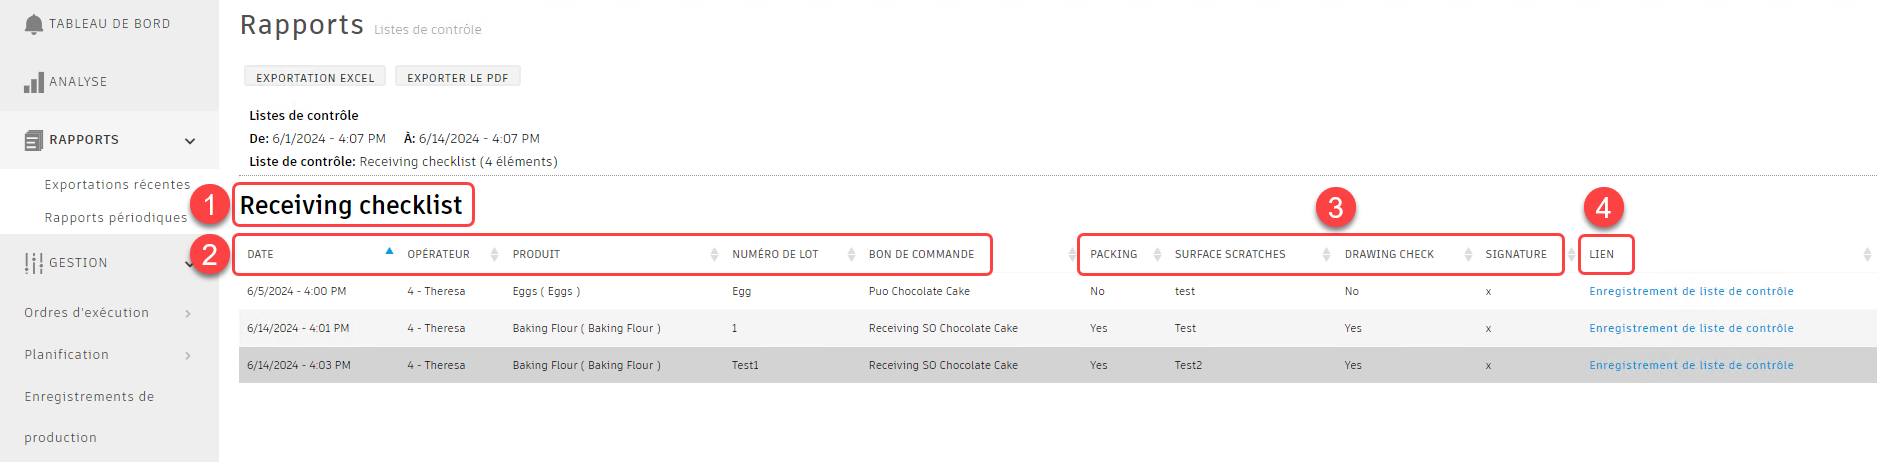 TABLEAU DE BORD
ANALYSE
RAPPORTS
Exportations récentes
Rapports périodiques
GESTION
Ordres d'exécution
Planification
Enregistrements de
production
Rapports Listes de contrôle
EXPORTATION EXCEL EXPORTER LE PDF
Listes de contrôle
De: 6/1/2024 - 4:07 PM À: 6/14/2024 - 4:07 PM
Liste de contrôle: Receiving checklist (4 éléments)
1 Receiving checklist
3 4
2 DATE OPÉRATEUR PRODUIT NUMÉRO DE LOT BON DE COMMANDE PACKING SURFACE SCRATCHES DRAWING CHECK SIGNATURE LIEN
6/5/2024 - 4:00 PM 4 - Theresa Eggs ( Eggs ) Egg Puo Chocolate Cake No test No x Enregistrement de liste de contrôle
6/14/2024 - 4:01 PM 4 - Theresa Baking Flour ( Baking Flour ) 1 Receiving SO Chocolate Cake Yes Test Yes x Enregistrement de liste de contrôle
6/14/2024 - 4:03 PM 4 - Theresa Baking Flour ( Baking Flour ) Test1 Receiving SO Chocolate Cake Yes Test2 Yes x Enregistrement de liste de contrôle